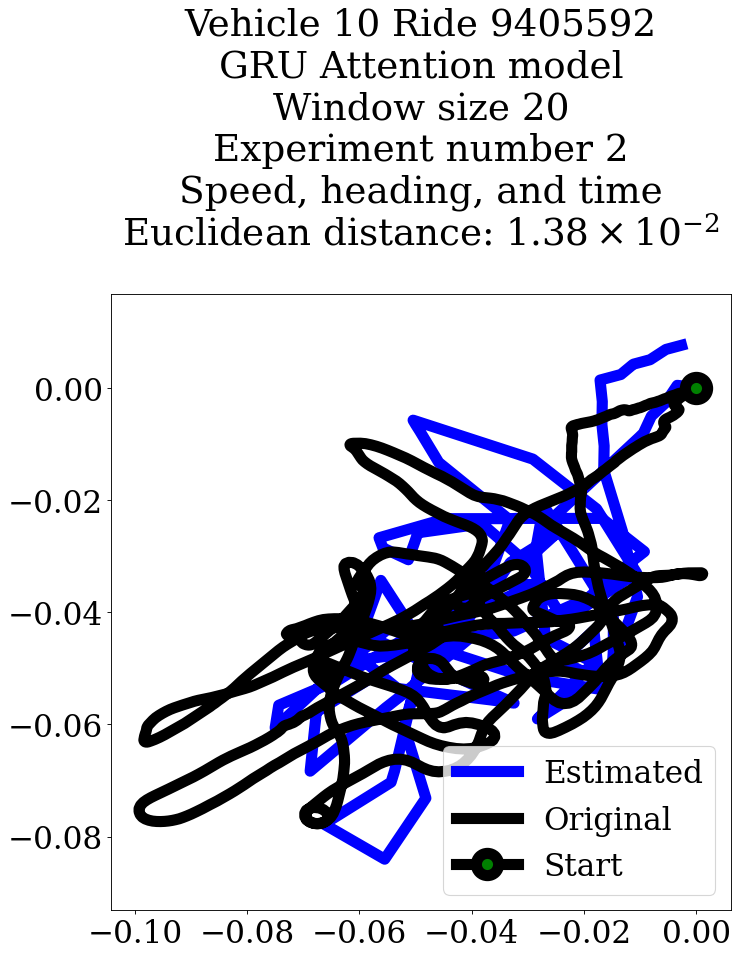 Vehicle 10 Ride 9405592
GRU Attention model
Window size 20
Experiment number 2
Speed, heading, and time
Euclidean distance: 1.38 × 10⁻²
0.00
−0.02
−0.04
−0.06
−0.08
Estimated
Original
Start
−0.10 −0.08 −0.06 −0.04 −0.02 0.00